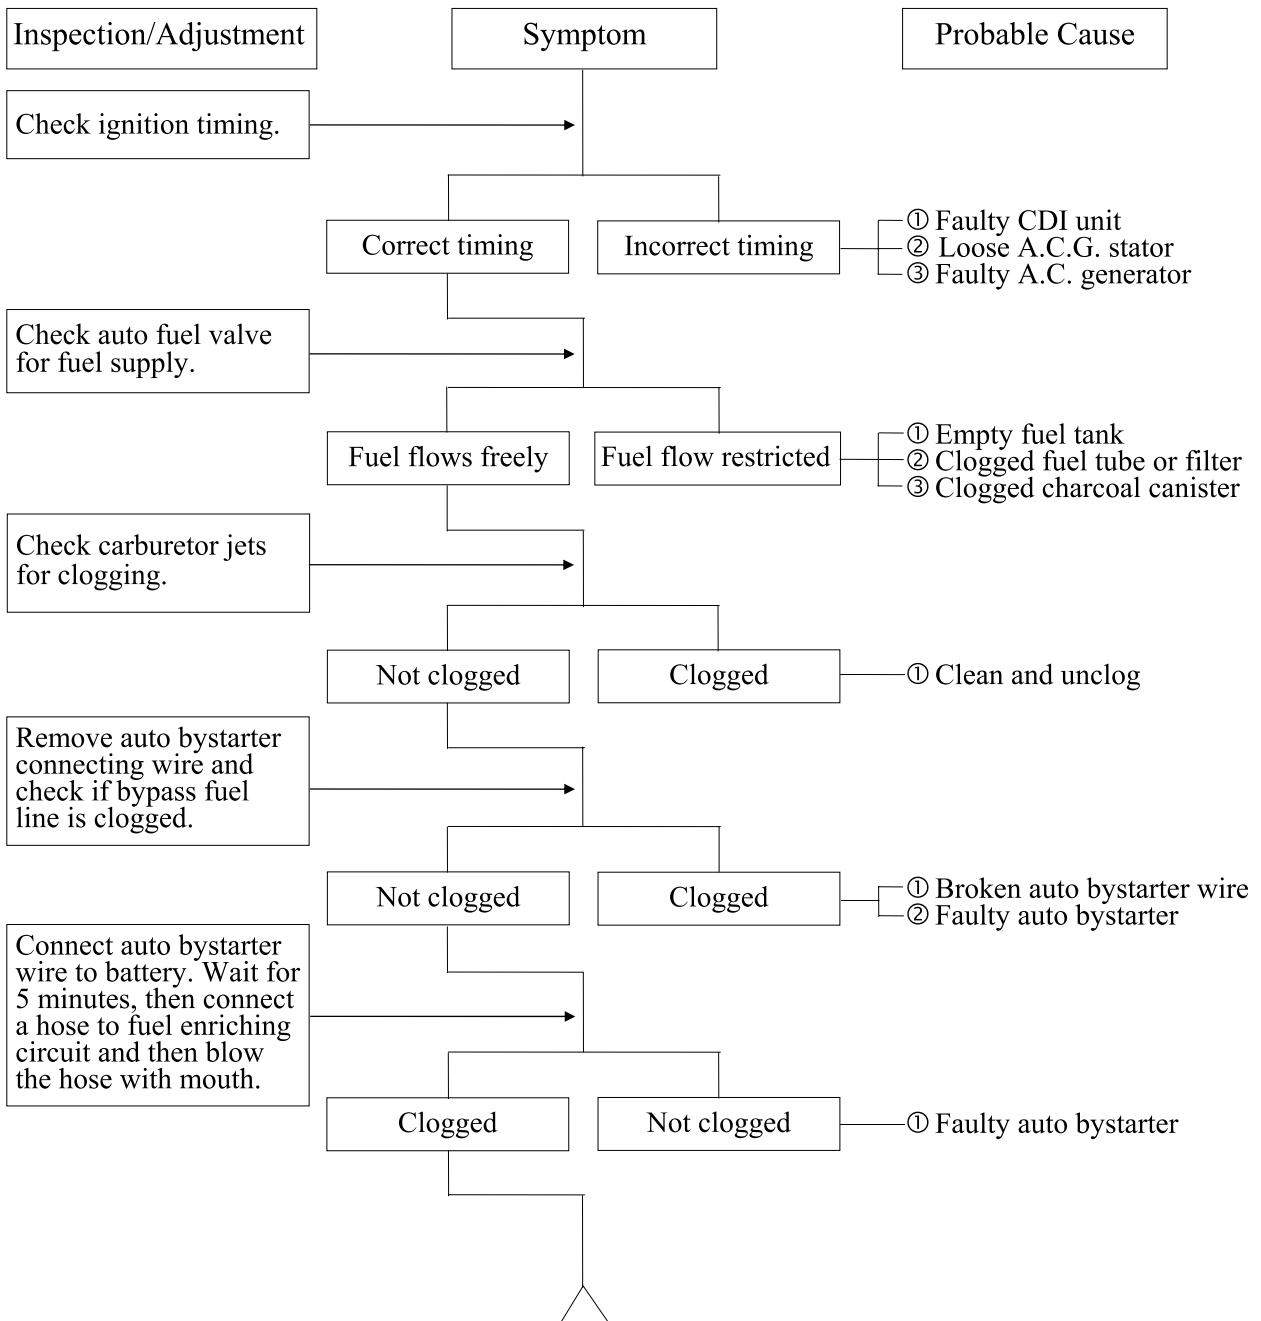 Inspection/Adjustment
Symptom
Probable Cause
Check ignition timing.
Correct timing
Incorrect timing
① Faulty CDI unit
② Loose A.C.G. stator
③ Faulty A.C. generator
Check auto fuel valve
for fuel supply.
Fuel flows freely
Fuel flow restricted
① Empty fuel tank
② Clogged fuel tube or filter
③ Clogged charcoal canister
Check carburetor jets
for clogging.
Not clogged
Clogged
① Clean and unclog
Remove auto bystarter
connecting wire and
check if bypass fuel
line is clogged.
Not clogged
Clogged
① Broken auto bystarter wire
② Faulty auto bystarter
Connect auto bystarter
wire to battery. Wait for
5 minutes, then connect
a hose to fuel enriching
circuit and then blow
the hose with mouth.
Clogged
Not clogged
① Faulty auto bystarter